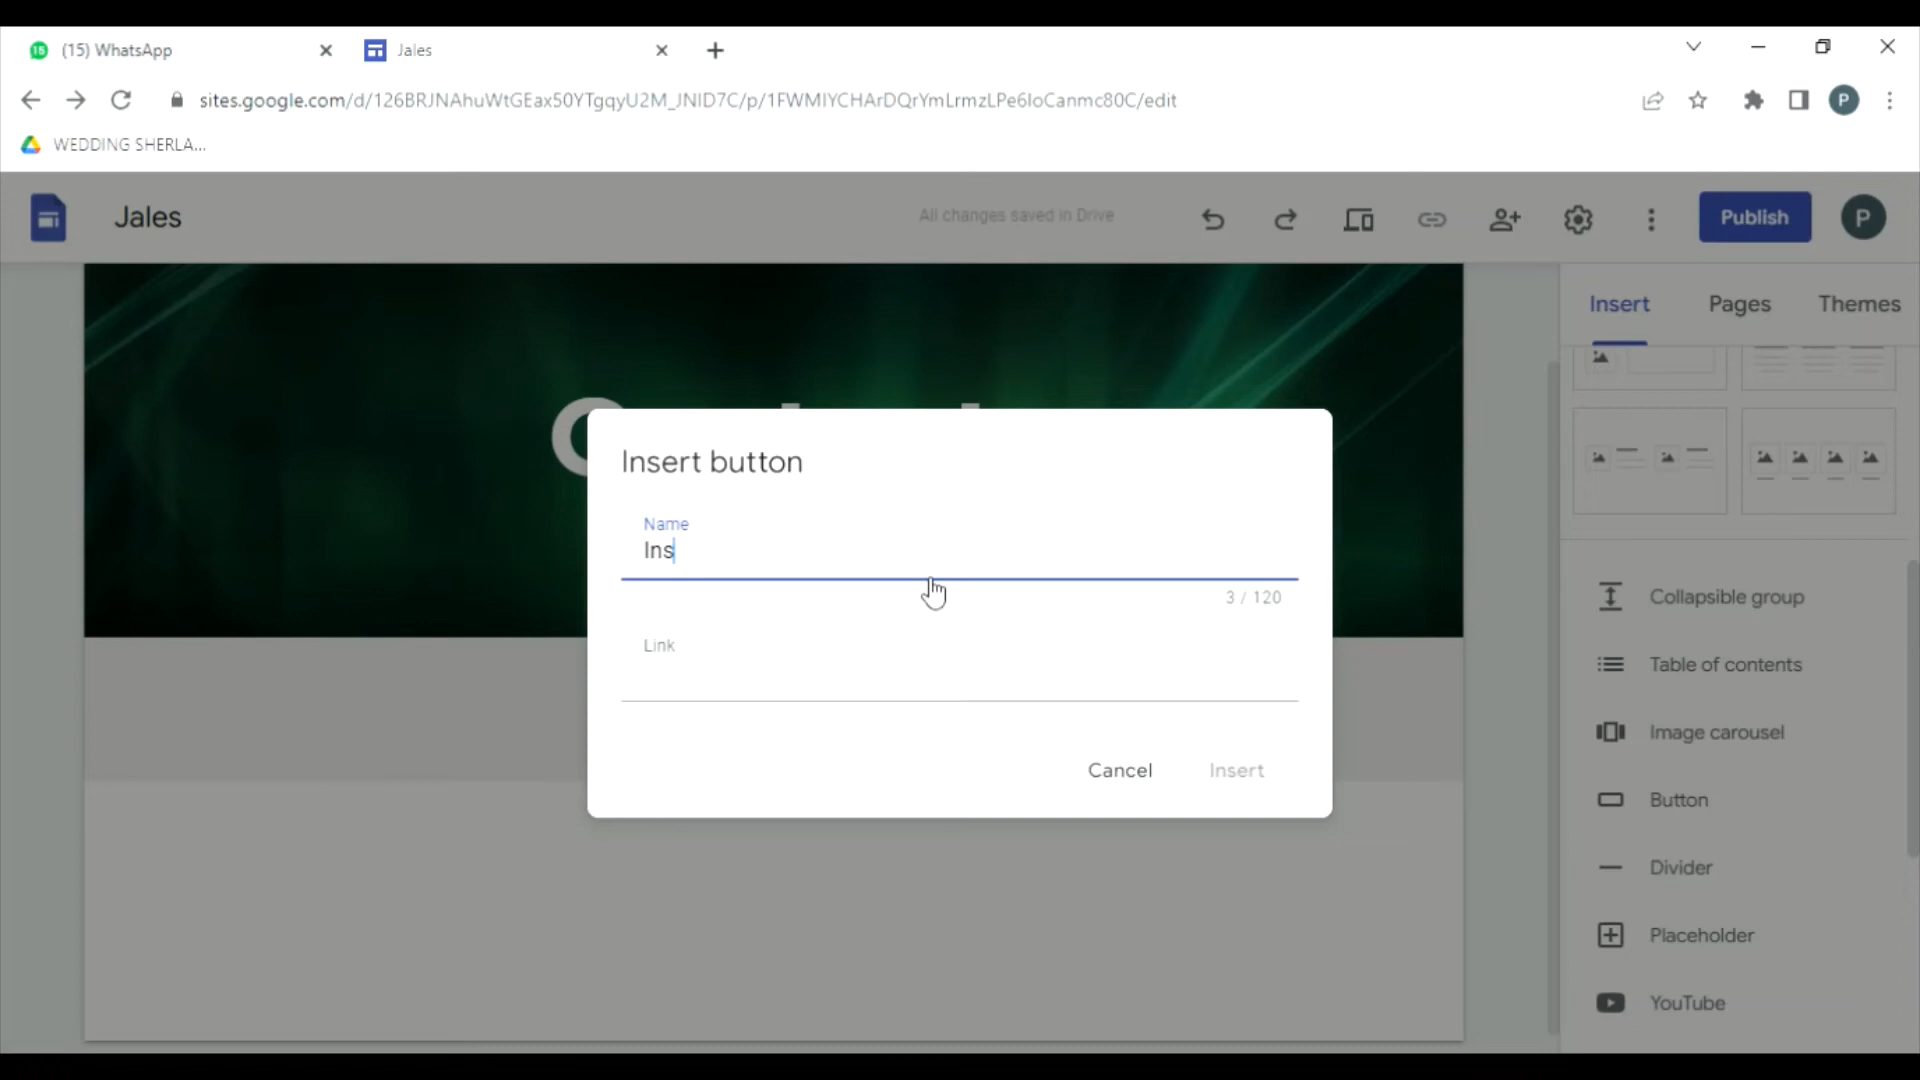 15
(15) WhatsApp
Jales
sites.google.com/d/126BRJNAhuWtGEax50YTgqyU2M_JNID7C/p/1FWMIYCHArDQrYmLrmzLPe6IoCanmc80C/edit
P
WEDDING SHERLA...
Jales
All changes saved in Drive
Publish
P
Insert
Pages
Themes
Insert button
Name
Ins
3 / 120
Link
Cancel
Insert
Collapsible group
Table of contents
Image carousel
Button
Divider
Placeholder
YouTube